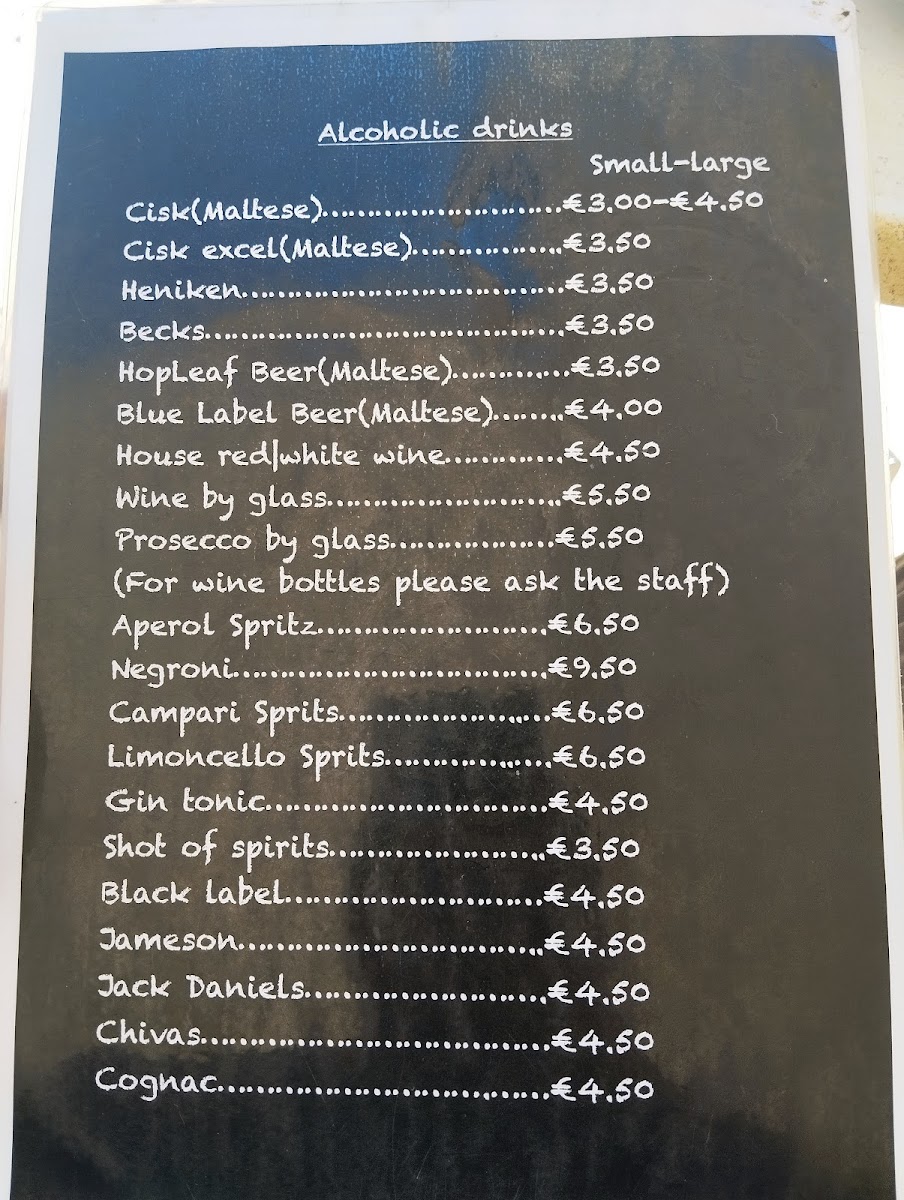 Alcoholic drinks
Small-large
Cisk(Maltese)............................€3.00-€4.50
Cisk excel(Maltese)..................€3.50
Heniken....................................€3.50
Becks........................................€3.50
HopLeaf Beer(Maltese).............€3.50
Blue Label Beer(Maltese)........€4.00
House red|white wine.............€4.50
Wine by glass..........................€5.50
Prosecco by glass..................€5.50
(For wine bottles please ask the staff)
Aperol Spritz.........................€6.50
Negroni...................................€9.50
Campari Sprits.......................€6.50
Limoncello Sprits..................€6.50
Gin tonic...............................€4.50
Shot of spirits........................€3.50
Black label............................€4.50
Jameson..................................€4.50
Jack Daniels..........................€4.50
Chivas......................................€4.50
Cognac....................................€4.50